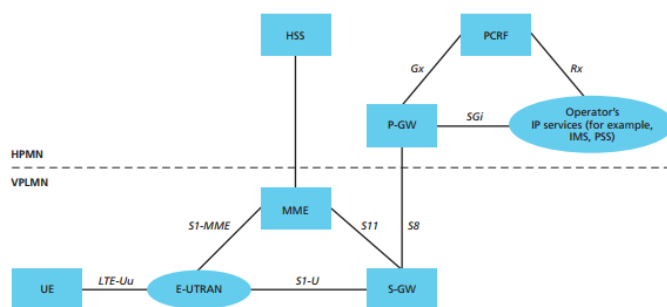 HSS
PCRF
Gx
Rx
P-GW
SGi
Operator's
IP services (for example,
IMS, PSS)
HPMN
VPLMN
MME
S1-MME
S11
S8
UE
LTE-Uu
E-UTRAN
S1-U
S-GW